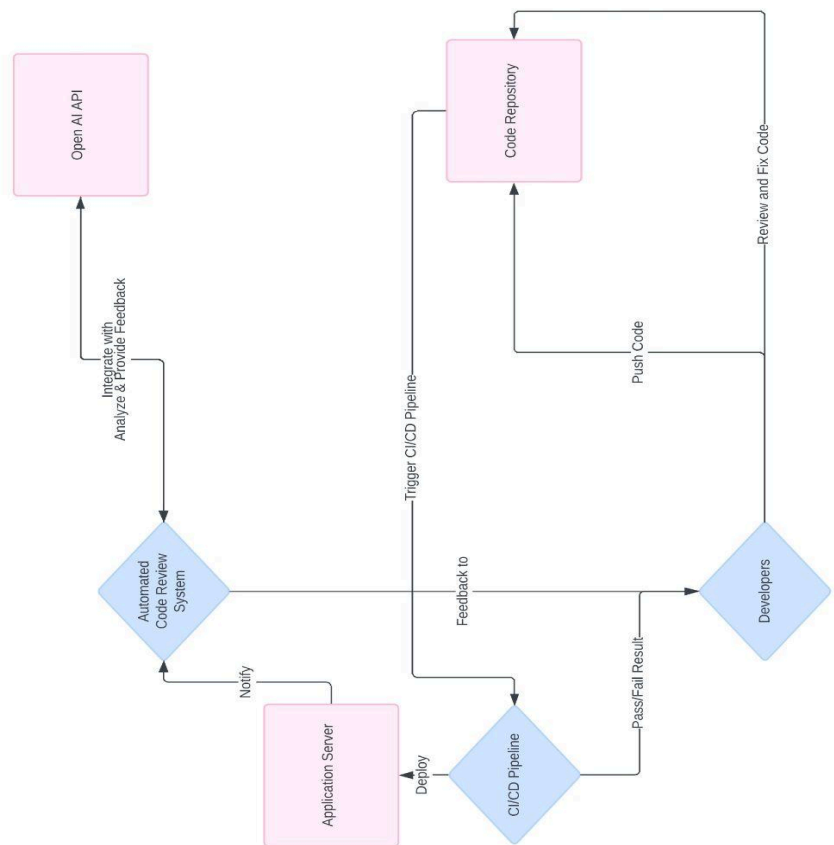 Open AI API
Integrate with
Analyze & Provide Feedback
Automated
Code Review
System
Notify
Application Server
Trigger CI/CD Pipeline
Deploy
Feedback to
CI/CD Pipeline
Code Repository
Pass/Fail Result
Push Code
Developers
Review and Fix Code